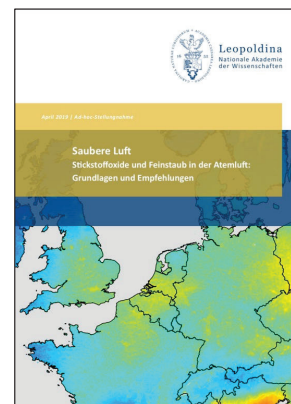 Leopoldina
Nationale Akademie
der Wissenschaften
April 2019 | Ad-hoc-Stellungnahme
Saubere Luft
Stickstoffoxide und Feinstaub in der Atemluft:
Grundlagen und Empfehlungen